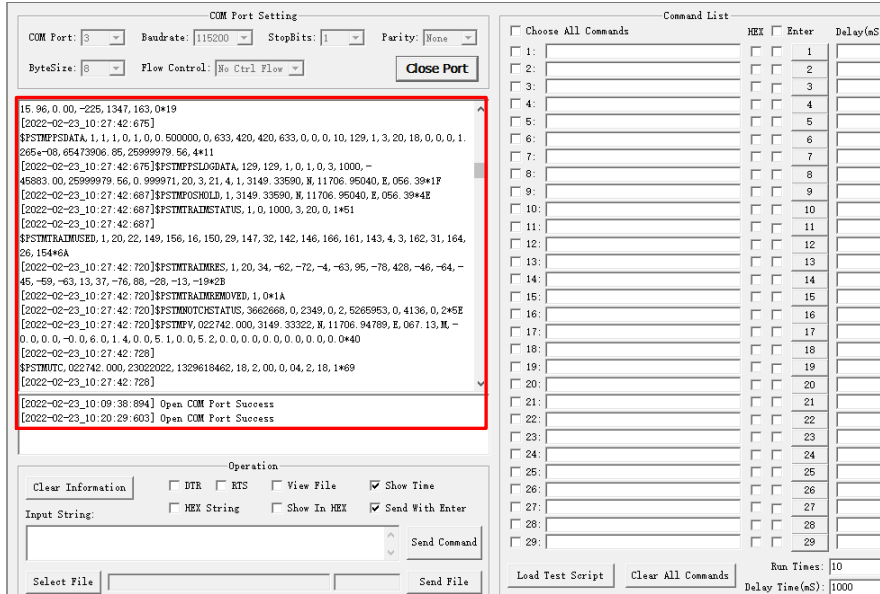 COM Port Setting
COM Port: 3 Baudrate: 115200 StopBits: 1 Parity: None
ByteSize: 8 Flow Control: No Ctrl Flow Close Port
15.96,0.00,-225,1347,163,0*19
[2022-02-23_10:27:42:675]
$PSTMPPSDATA,1,1,1,0,1,0,0.500000,0,633,420,420,633,0,0,0,10,129,1,3,20,18,0,0,0,1.
265e-08,65473906.85,25999979.56,4*11
[2022-02-23_10:27:42:675]$PSTMPPSLOGDATA,129,129,1,0,1,0,3,1000,-
45883.00,25999979.56,0.999971,20,3,21,4,1,3149.33590,N,11706.95040,E,056.39*1F
[2022-02-23_10:27:42:687]$PSTMPOSHOLD,1,3149.33590,N,11706.95040,E,056.39*4E
[2022-02-23_10:27:42:687]$PSTMTRAIMSTATUS,1,0,1000,3,20,0,1*51
[2022-02-23_10:27:42:687]
$PSTMTRAIMUSED,1,20,22,149,156,16,150,29,147,32,142,146,166,161,143,4,3,162,31,164,
26,154*6A
[2022-02-23_10:27:42:720]$PSTMTRAIMRES,1,20,34,-62,-72,-4,-63,95,-78,428,-46,-64,-
45,-59,-63,13,37,-76,88,-28,-13,-19*2B
[2022-02-23_10:27:42:720]$PSTMTRAIMREMOVED,1,0*1A
[2022-02-23_10:27:42:720]$PSTMNOTCHSTATUS,3662668,0,2349,0,2,5265953,0,4136,0,2*5E
[2022-02-23_10:27:42:720]$PSTMPV,022742.000,3149.33322,N,11706.94789,E,067.13,M,-
0.0,0.0,-0.0,6.0,1.4,0.0,5.1,0.0,5.2,0.0,0.0,0.0,0.0,0.0,0.0*40
[2022-02-23_10:27:42:728]
$PSTMUTC,022742.000,23022022,1329618462,18,2,00,0.04,2,18,1*69
[2022-02-23_10:27:42:728]
[2022-02-23_10:09:38:894] Open COM Port Success
[2022-02-23_10:20:29:603] Open COM Port Success
Operation
Clear Information DTR RTS View File Show Time
HEX String Show In HEX Send With Enter
Input String:
Send Command
Select File Send File
Command List
Choose All Commands HEX Enter Delay(mS
1: 1
2: 2
3: 3
4: 4
5: 5
6: 6
7: 7
8: 8
9: 9
10: 10
11: 11
12: 12
13: 13
14: 14
15: 15
16: 16
17: 17
18: 18
19: 19
20: 20
21: 21
22: 22
23: 23
24: 24
25: 25
26: 26
27: 27
28: 28
29: 29
Load Test Script Clear All Commands Run Times: 10
Delay Time(mS): 1000